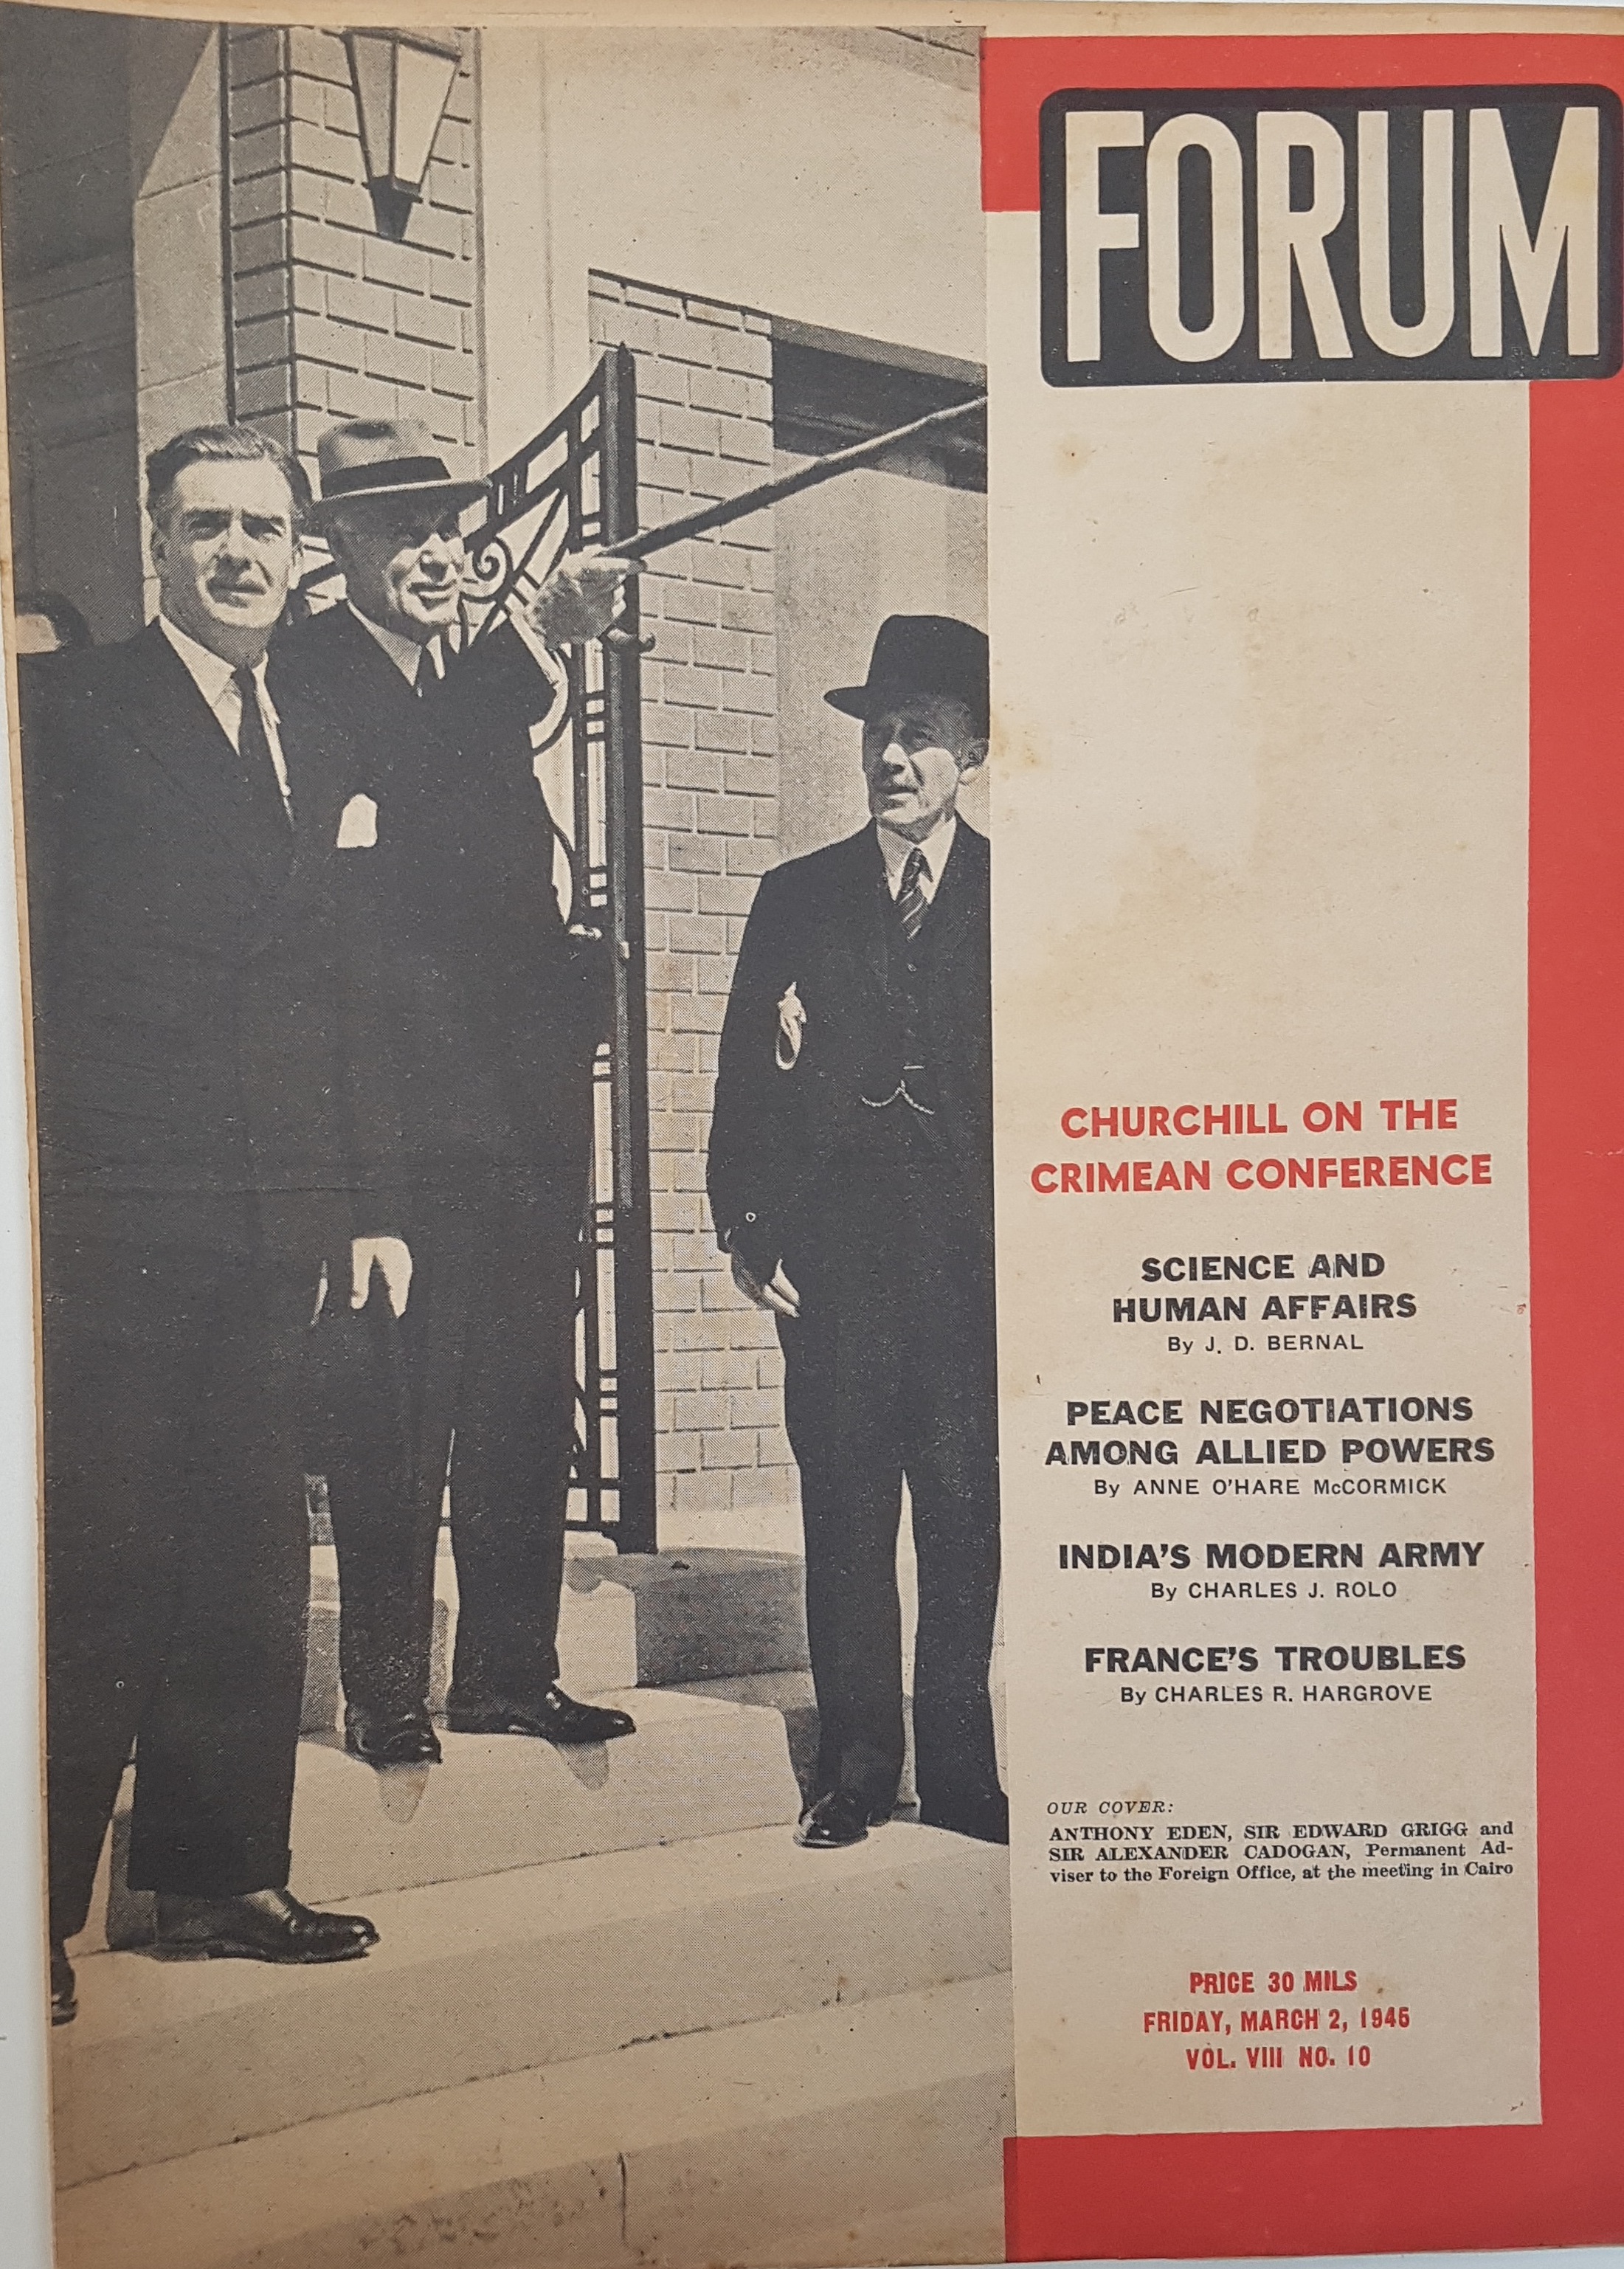 FORUM
CHURCHILL ON THE
CRIMEAN CONFERENCE
SCIENCE AND
HUMAN AFFAIRS
By J. D. BERNAL
PEACE NEGOTIATIONS
AMONG ALLIED POWERS
By ANNE O'HARE McCORMICK
INDIA'S MODERN ARMY
By CHARLES J. ROLO
FRANCE'S TROUBLES
By CHARLES R. HARGROVE
OUR COVER:
ANTHONY EDEN, SIR EDWARD GRIGG and
SIR ALEXANDER CADOGAN, Permanent Ad-
viser to the Foreign Office, at the meeting in Cairo
PRICE 30 MILS
FRIDAY, MARCH 2, 1945
VOL. VIII NO. 10